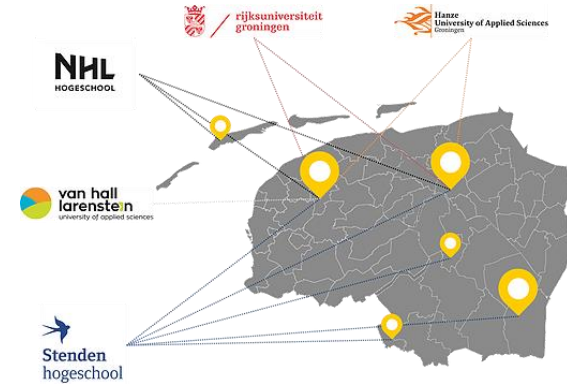 rijksuniversiteit
groningen
Hanze
University of Applied Sciences
Groningen
NHL
HOGESCHOOL
van hall
larenstein
university of applied sciences
Stenden
hogeschool